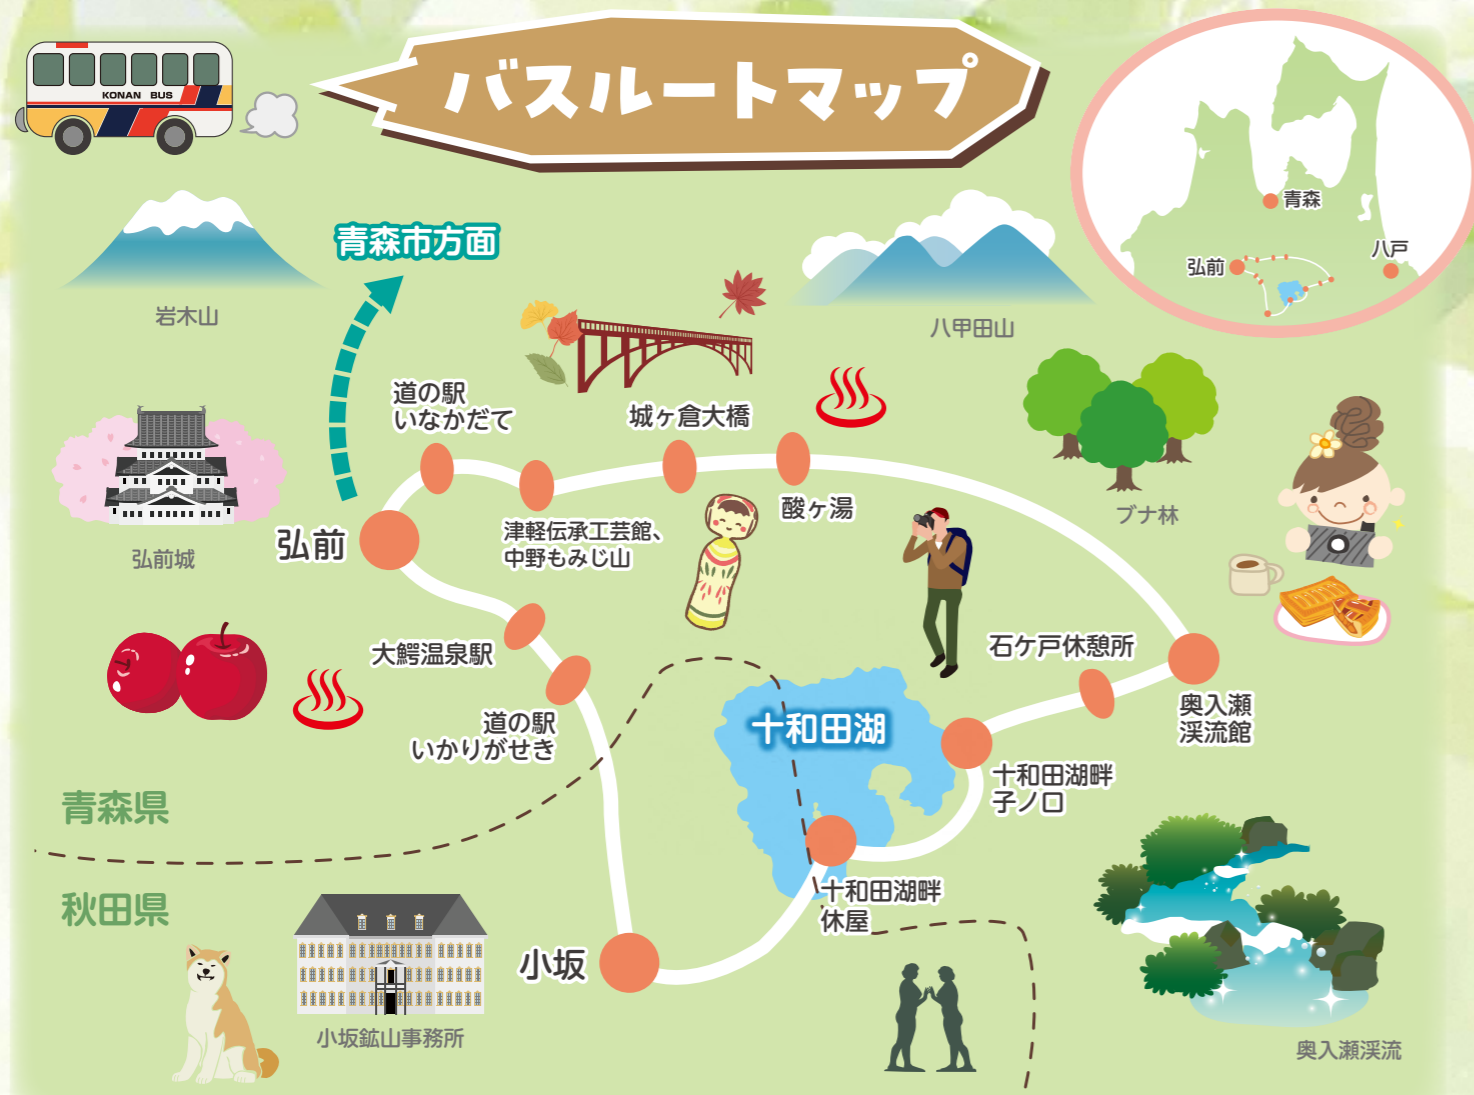 バスルートマップ
KONAN BUS
青森
八戸
弘前
青森市方面
岩木山
八甲田山
道の駅
いなかだて
城ヶ倉大橋
酸ヶ湯
ブナ林
弘前城
弘前
津軽伝承工芸館、
中野もみじ山
大鰐温泉駅
石ケ戸休憩所
道の駅
いかりがせき
十和田湖
奥入瀬
渓流館
十和田湖畔
子ノ口
青森県
秋田県
十和田湖畔
休屋
小坂
小坂鉱山事務所
奥入瀬渓流